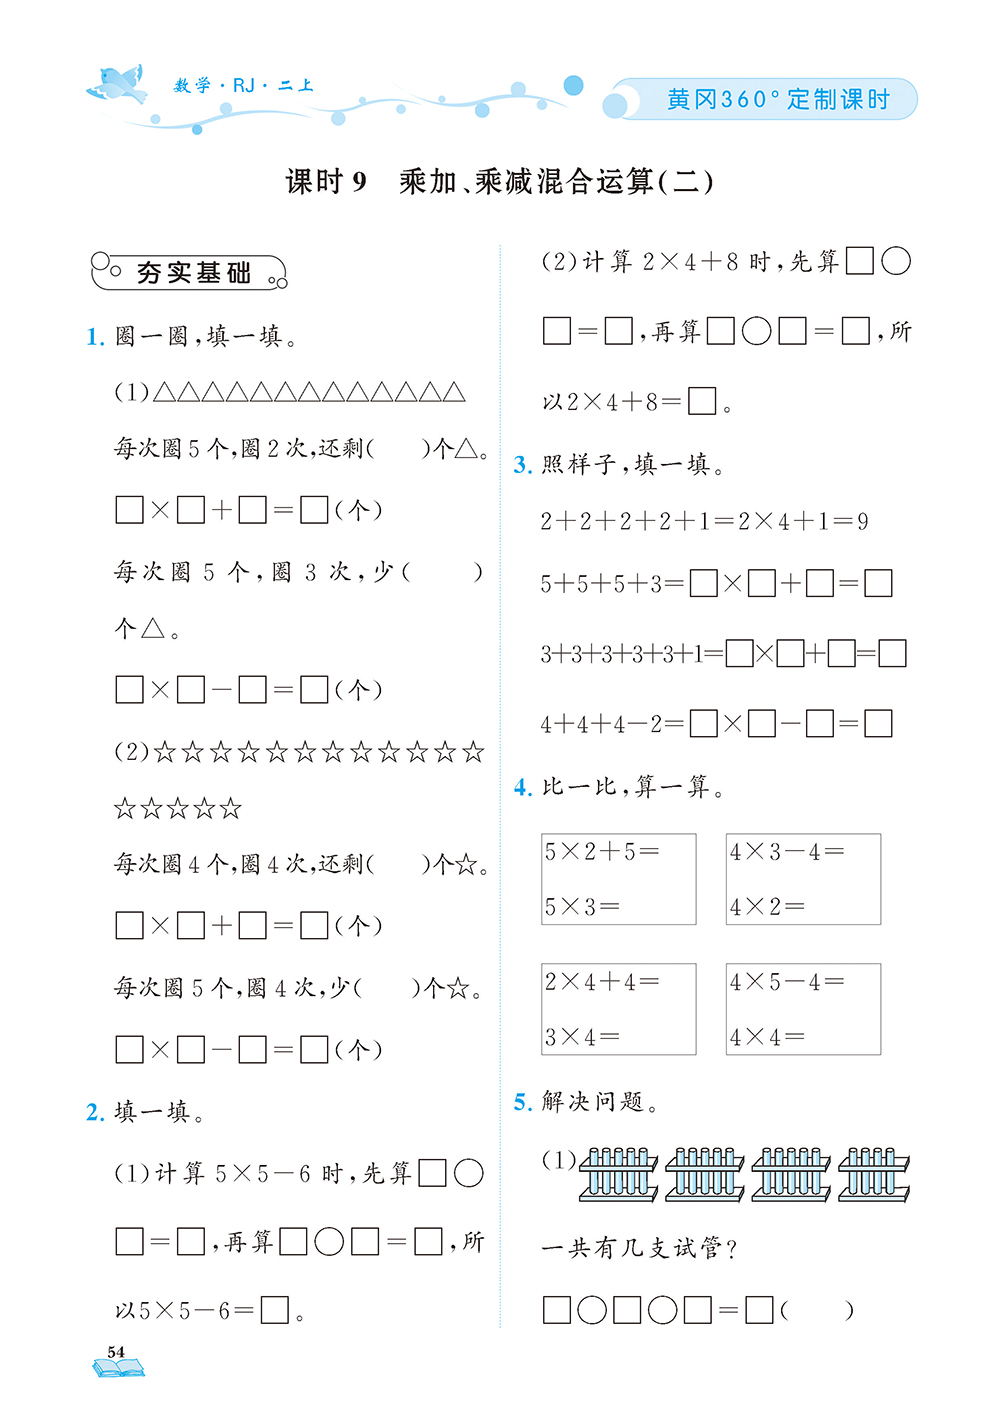 数学·RJ·二上
黄冈360°定制课时
课时9 乘加、乘减混合运算(二)
夯实基础
1. 圈一圈,填一填。
(1)△△△△△△△△△△△△△
每次圈5个,圈2次,还剩(　　)个△。
□×□+□=□(个)
每次圈5个,圈3次,少(　　)
个△。
□×□-□=□(个)
(2)☆☆☆☆☆☆☆☆☆☆☆☆
☆☆☆☆☆
每次圈4个,圈4次,还剩(　　)个☆。
□×□+□=□(个)
每次圈5个,圈4次,少(　　)个☆。
□×□-□=□(个)
2. 填一填。
(1)计算5×5-6时,先算□○
□=□,再算□○□=□,所
以5×5-6=□。
54
(2)计算2×4+8时,先算□○
□=□,再算□○□=□,所
以2×4+8=□。
3. 照样子,填一填。
2+2+2+2+1=2×4+1=9
5+5+5+3=□×□+□=□
3+3+3+3+3+1=□×□+□=□
4+4+4-2=□×□-□=□
4. 比一比,算一算。
5×2+5=　4×3-4=
5×3=　4×2=
2×4+4=　4×5-4=
3×4=　4×4=
5. 解决问题。
(1)
一共有几支试管?
□○□○□=□(　　)